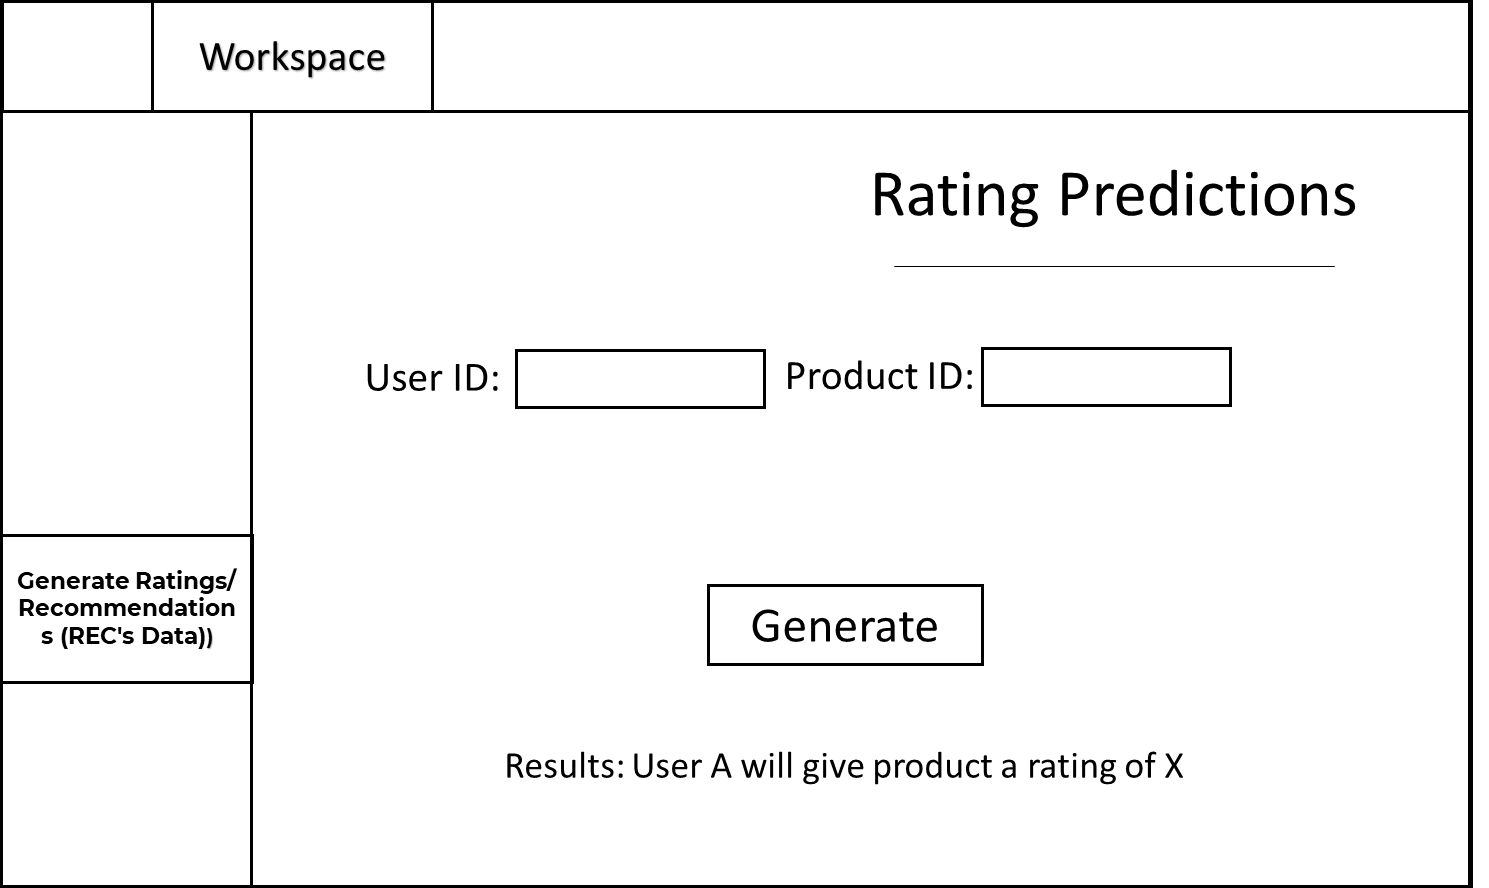 Workspace
Rating Predictions
User ID: Product ID:
Generate Ratings/
Recommendation
s (REC's Data))
Generate
Results: User A will give product a rating of X